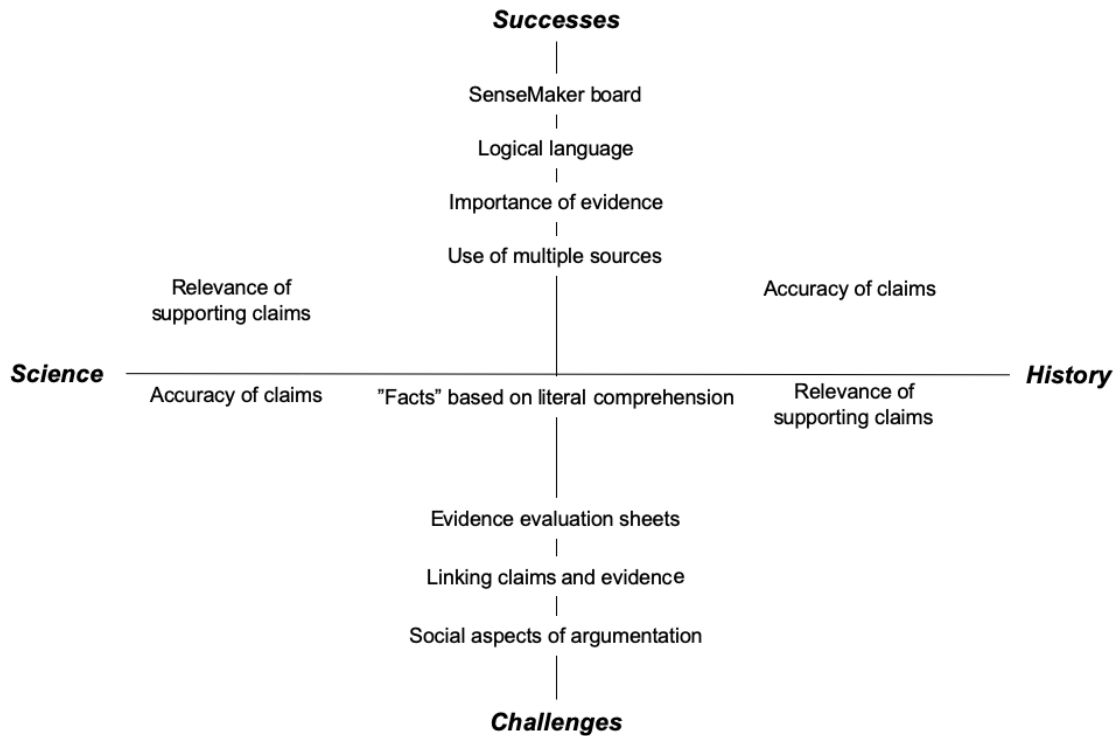 Successes
SenseMaker board
Logical language
Importance of evidence
Use of multiple sources
Relevance of
supporting claims
Accuracy of claims
Science
History
Accuracy of claims
”Facts” based on literal comprehension
Relevance of
supporting claims
Evidence evaluation sheets
Linking claims and evidence
Social aspects of argumentation
Challenges